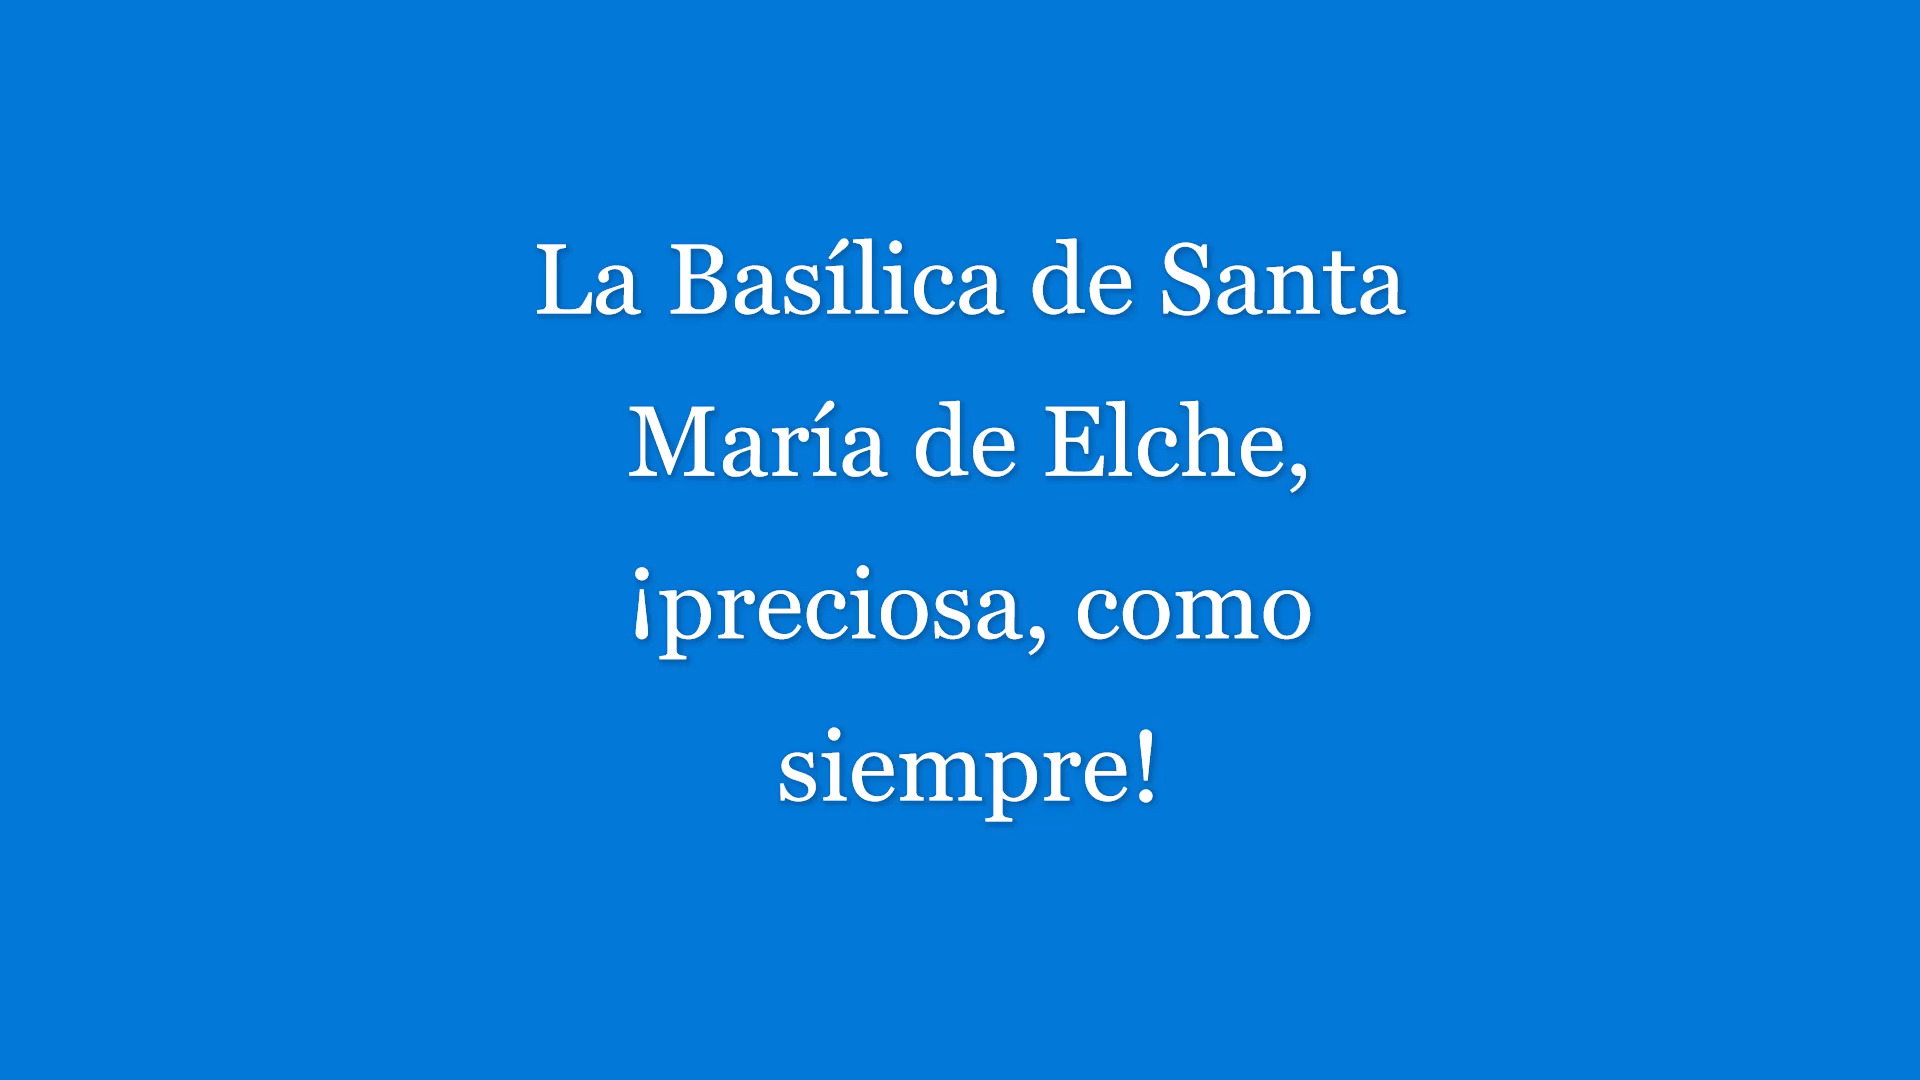 La Basílica de Santa
María de Elche,
¡preciosa, como
siempre!